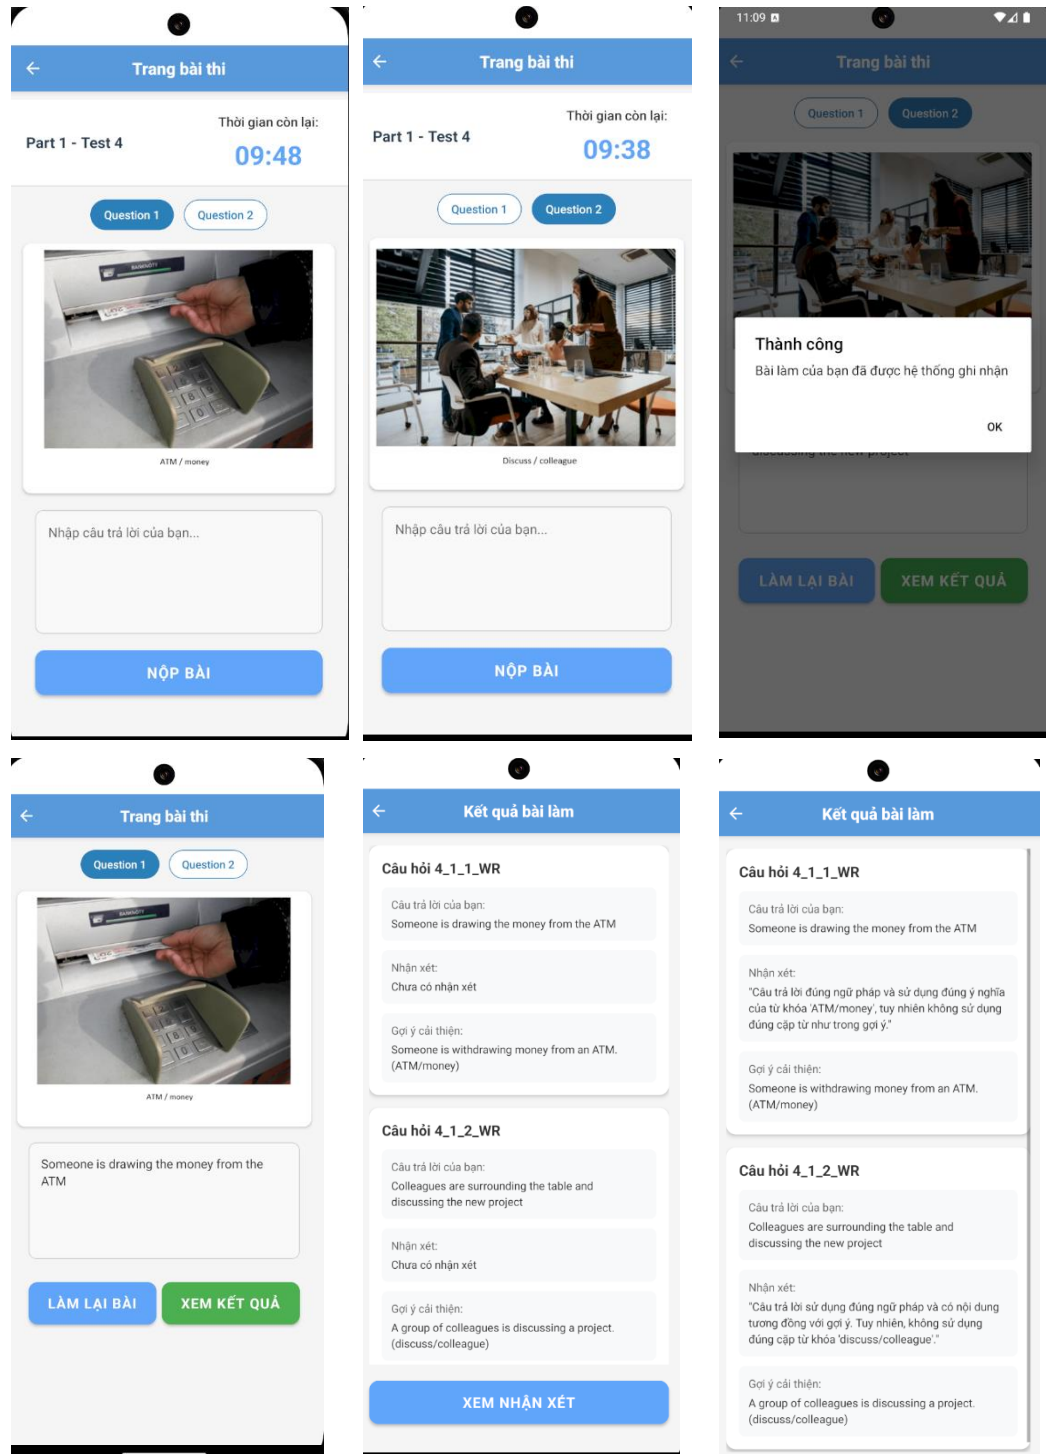 Trang bài thi
Part 1 - Test 4
Thời gian còn lại:
09:48
Question 1
Question 2
BANKNOTY
ATM / money
Nhập câu trả lời của bạn...
NỘP BÀI
Trang bài thi
Part 1 - Test 4
Thời gian còn lại:
09:38
Question 1
Question 2
Discuss / colleague
Nhập câu trả lời của bạn...
NỘP BÀI
11:09
Trang bài thi
Question 1
Question 2
Thành công
Bài làm của bạn đã được hệ thống ghi nhận
OK
discussing the new project
LÀM LẠI BÀI
XEM KẾT QUẢ
Trang bài thi
Question 1
Question 2
BANKNOTY
ATM / money
Someone is drawing the money from the
ATM
LÀM LẠI BÀI
XEM KẾT QUẢ
Kết quả bài làm
Câu hỏi 4_1_1_WR
Câu trả lời của bạn:
Someone is drawing the money from the ATM
Nhận xét:
Chưa có nhận xét
Gợi ý cải thiện:
Someone is withdrawing money from an ATM.
(ATM/money)
Câu hỏi 4_1_2_WR
Câu trả lời của bạn:
Colleagues are surrounding the table and
discussing the new project
Nhận xét:
Chưa có nhận xét
Gợi ý cải thiện:
A group of colleagues is discussing a project.
(discuss/colleague)
XEM NHẬN XÉT
Kết quả bài làm
Câu hỏi 4_1_1_WR
Câu trả lời của bạn:
Someone is drawing the money from the ATM
Nhận xét:
"Câu trả lời đúng ngữ pháp và sử dụng đúng ý nghĩa
của từ khóa 'ATM/money', tuy nhiên không sử dụng
đúng cặp từ như trong gợi ý."
Gợi ý cải thiện:
Someone is withdrawing money from an ATM.
(ATM/money)
Câu hỏi 4_1_2_WR
Câu trả lời của bạn:
Colleagues are surrounding the table and
discussing the new project
Nhận xét:
"Câu trả lời sử dụng đúng ngữ pháp và có nội dung
tương đồng với gợi ý. Tuy nhiên, không sử dụng
đúng cặp từ khóa 'discuss/colleague'."
Gợi ý cải thiện:
A group of colleagues is discussing a project.
(discuss/colleague)